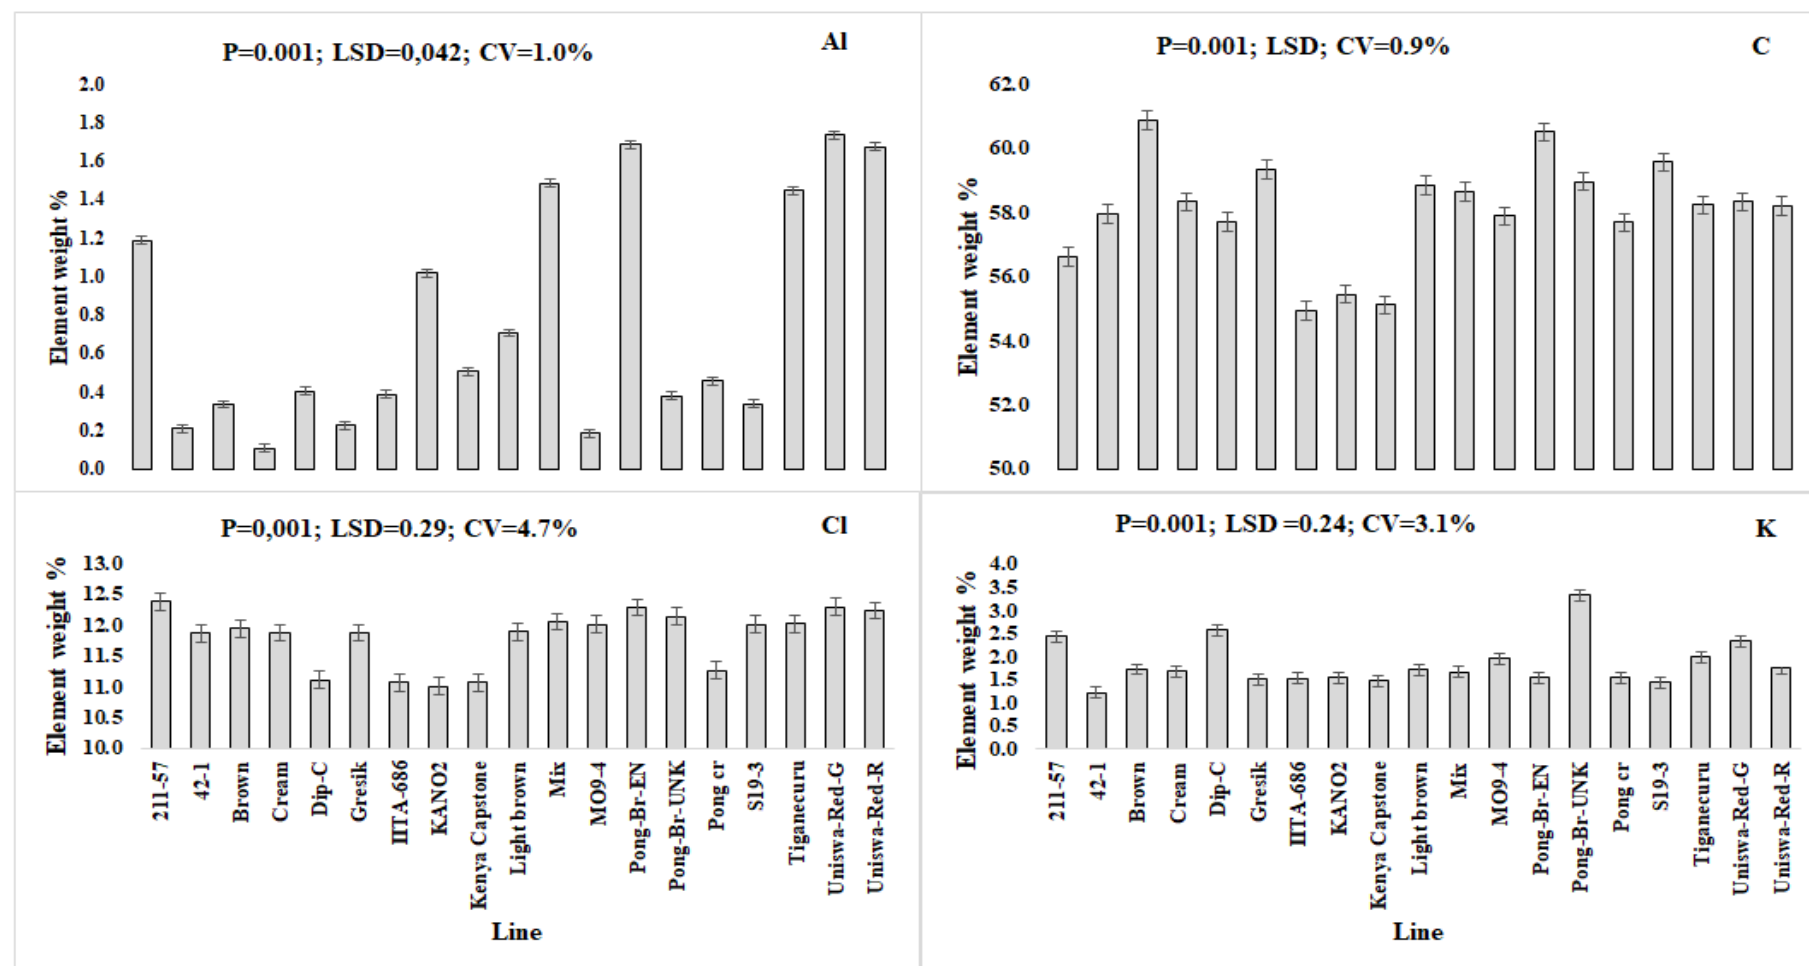 P=0.001; LSD=0,042; CV=1.0%
Al
Element weight %
2.0
1.8
1.6
1.4
1.2
1.0
0.8
0.6
0.4
0.2
0.0
P=0.001; LSD; CV=0.9%
C
Element weight %
62.0
60.0
58.0
56.0
54.0
52.0
50.0
P=0,001; LSD=0.29; CV=4.7%
Cl
Element weight %
13.0
12.5
12.0
11.5
11.0
10.5
10.0
211-57
42-1
Brown
Cream
Dip-C
Gresik
IITA-686
KANO2
Kenya Capstone
Light brown
Mix
MO9-4
Pong-Br-EN
Pong-Br-UNK
Pong cr
S19-3
Tiganecuru
Uniswa-Red-G
Uniswa-Red-R
Line
P=0.001; LSD =0.24; CV=3.1%
K
Element weight %
4.0
3.5
3.0
2.5
2.0
1.5
1.0
0.5
0.0
211-57
42-1
Brown
Cream
Dip-C
Gresik
IITA-686
KANO2
Kenya Capstone
Light brown
Mix
MO9-4
Pong-Br-EN
Pong-Br-UNK
Pong cr
S19-3
Tiganecuru
Uniswa-Red-G
Uniswa-Red-R
Line